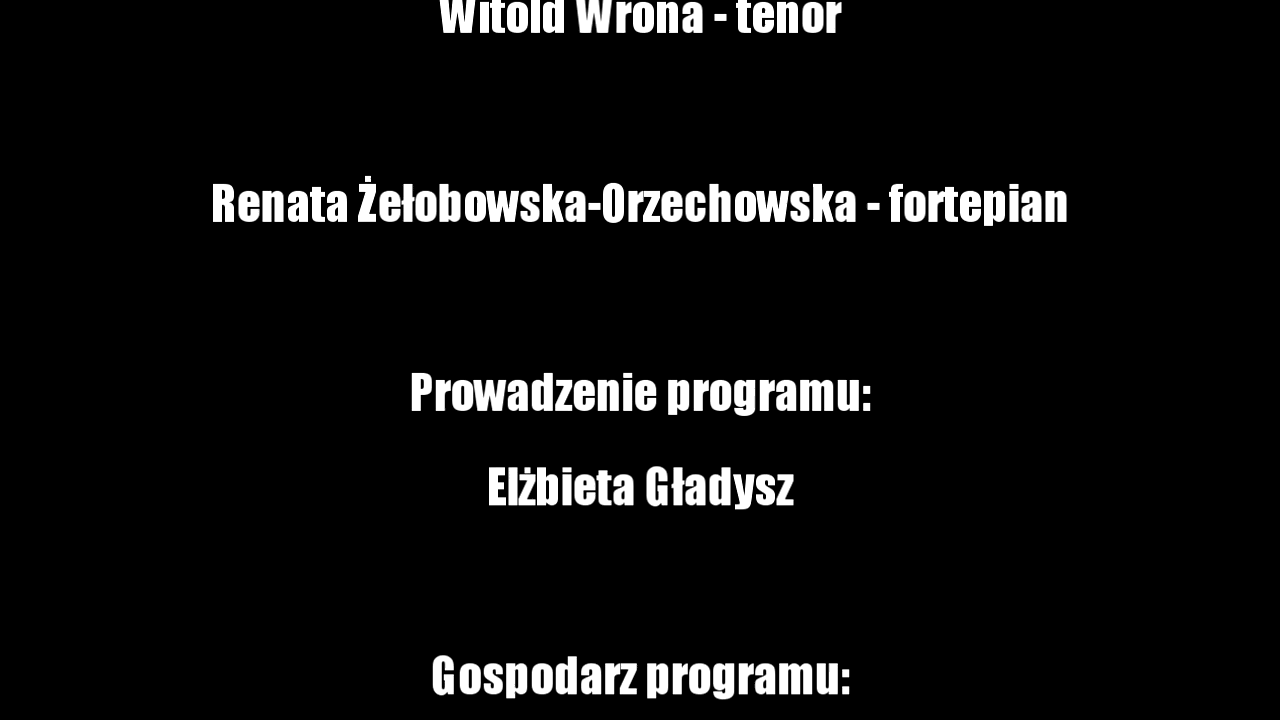 Witold Wrona - tenor
Renata Żełobowska-Orzechowska - fortepian
Prowadzenie programu:
Elżbieta Gładysz
Gospodarz programu: